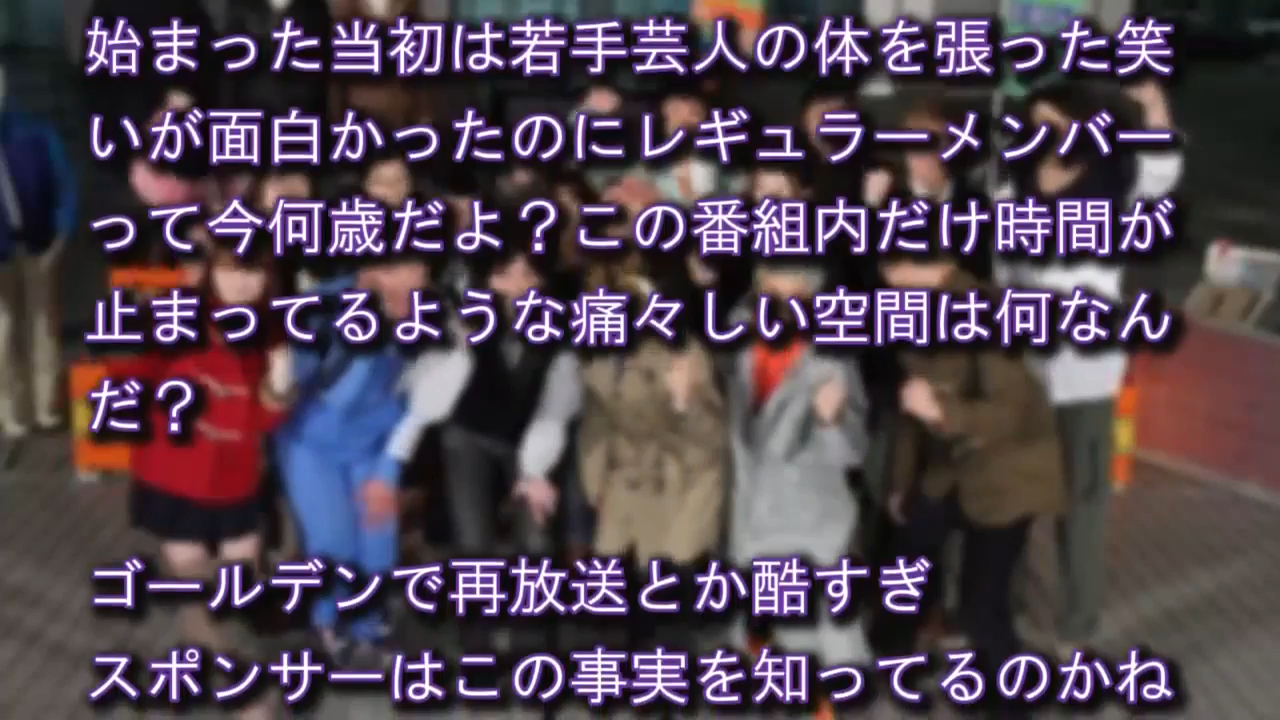 始まった当初は若手芸人の体を張った笑
いが面白かったのにレギュラーメンバー
って今何歳だよ？この番組内だけ時間が
止まってるような痛々しい空間は何なん
だ？
ゴールデンで再放送とか酷すぎ
スポンサーはこの事実を知ってるのかね